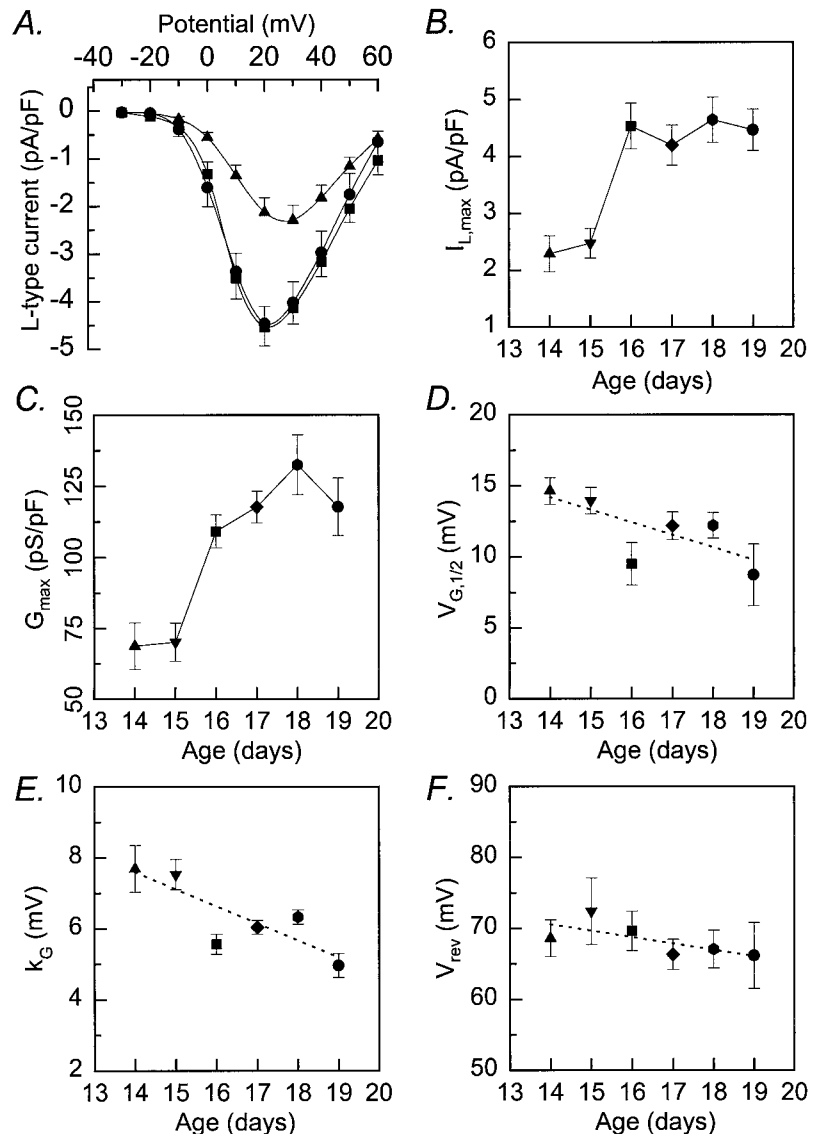 A.
Potential (mV)
-40 -20 0 20 40 60
L-type current (pA/pF)
0
-1
-2
-3
-4
-5
B.
I_L,max (pA/pF)
6
5
4
3
2
1
13 14 15 16 17 18 19 20
Age (days)
C.
G_max (pS/pF)
150
125
100
75
50
13 14 15 16 17 18 19 20
Age (days)
D.
V_G,1/2 (mV)
20
15
10
5
0
13 14 15 16 17 18 19 20
Age (days)
E.
k_G (mV)
10
8
6
4
2
13 14 15 16 17 18 19 20
Age (days)
F.
V_rev (mV)
90
80
70
60
50
13 14 15 16 17 18 19 20
Age (days)